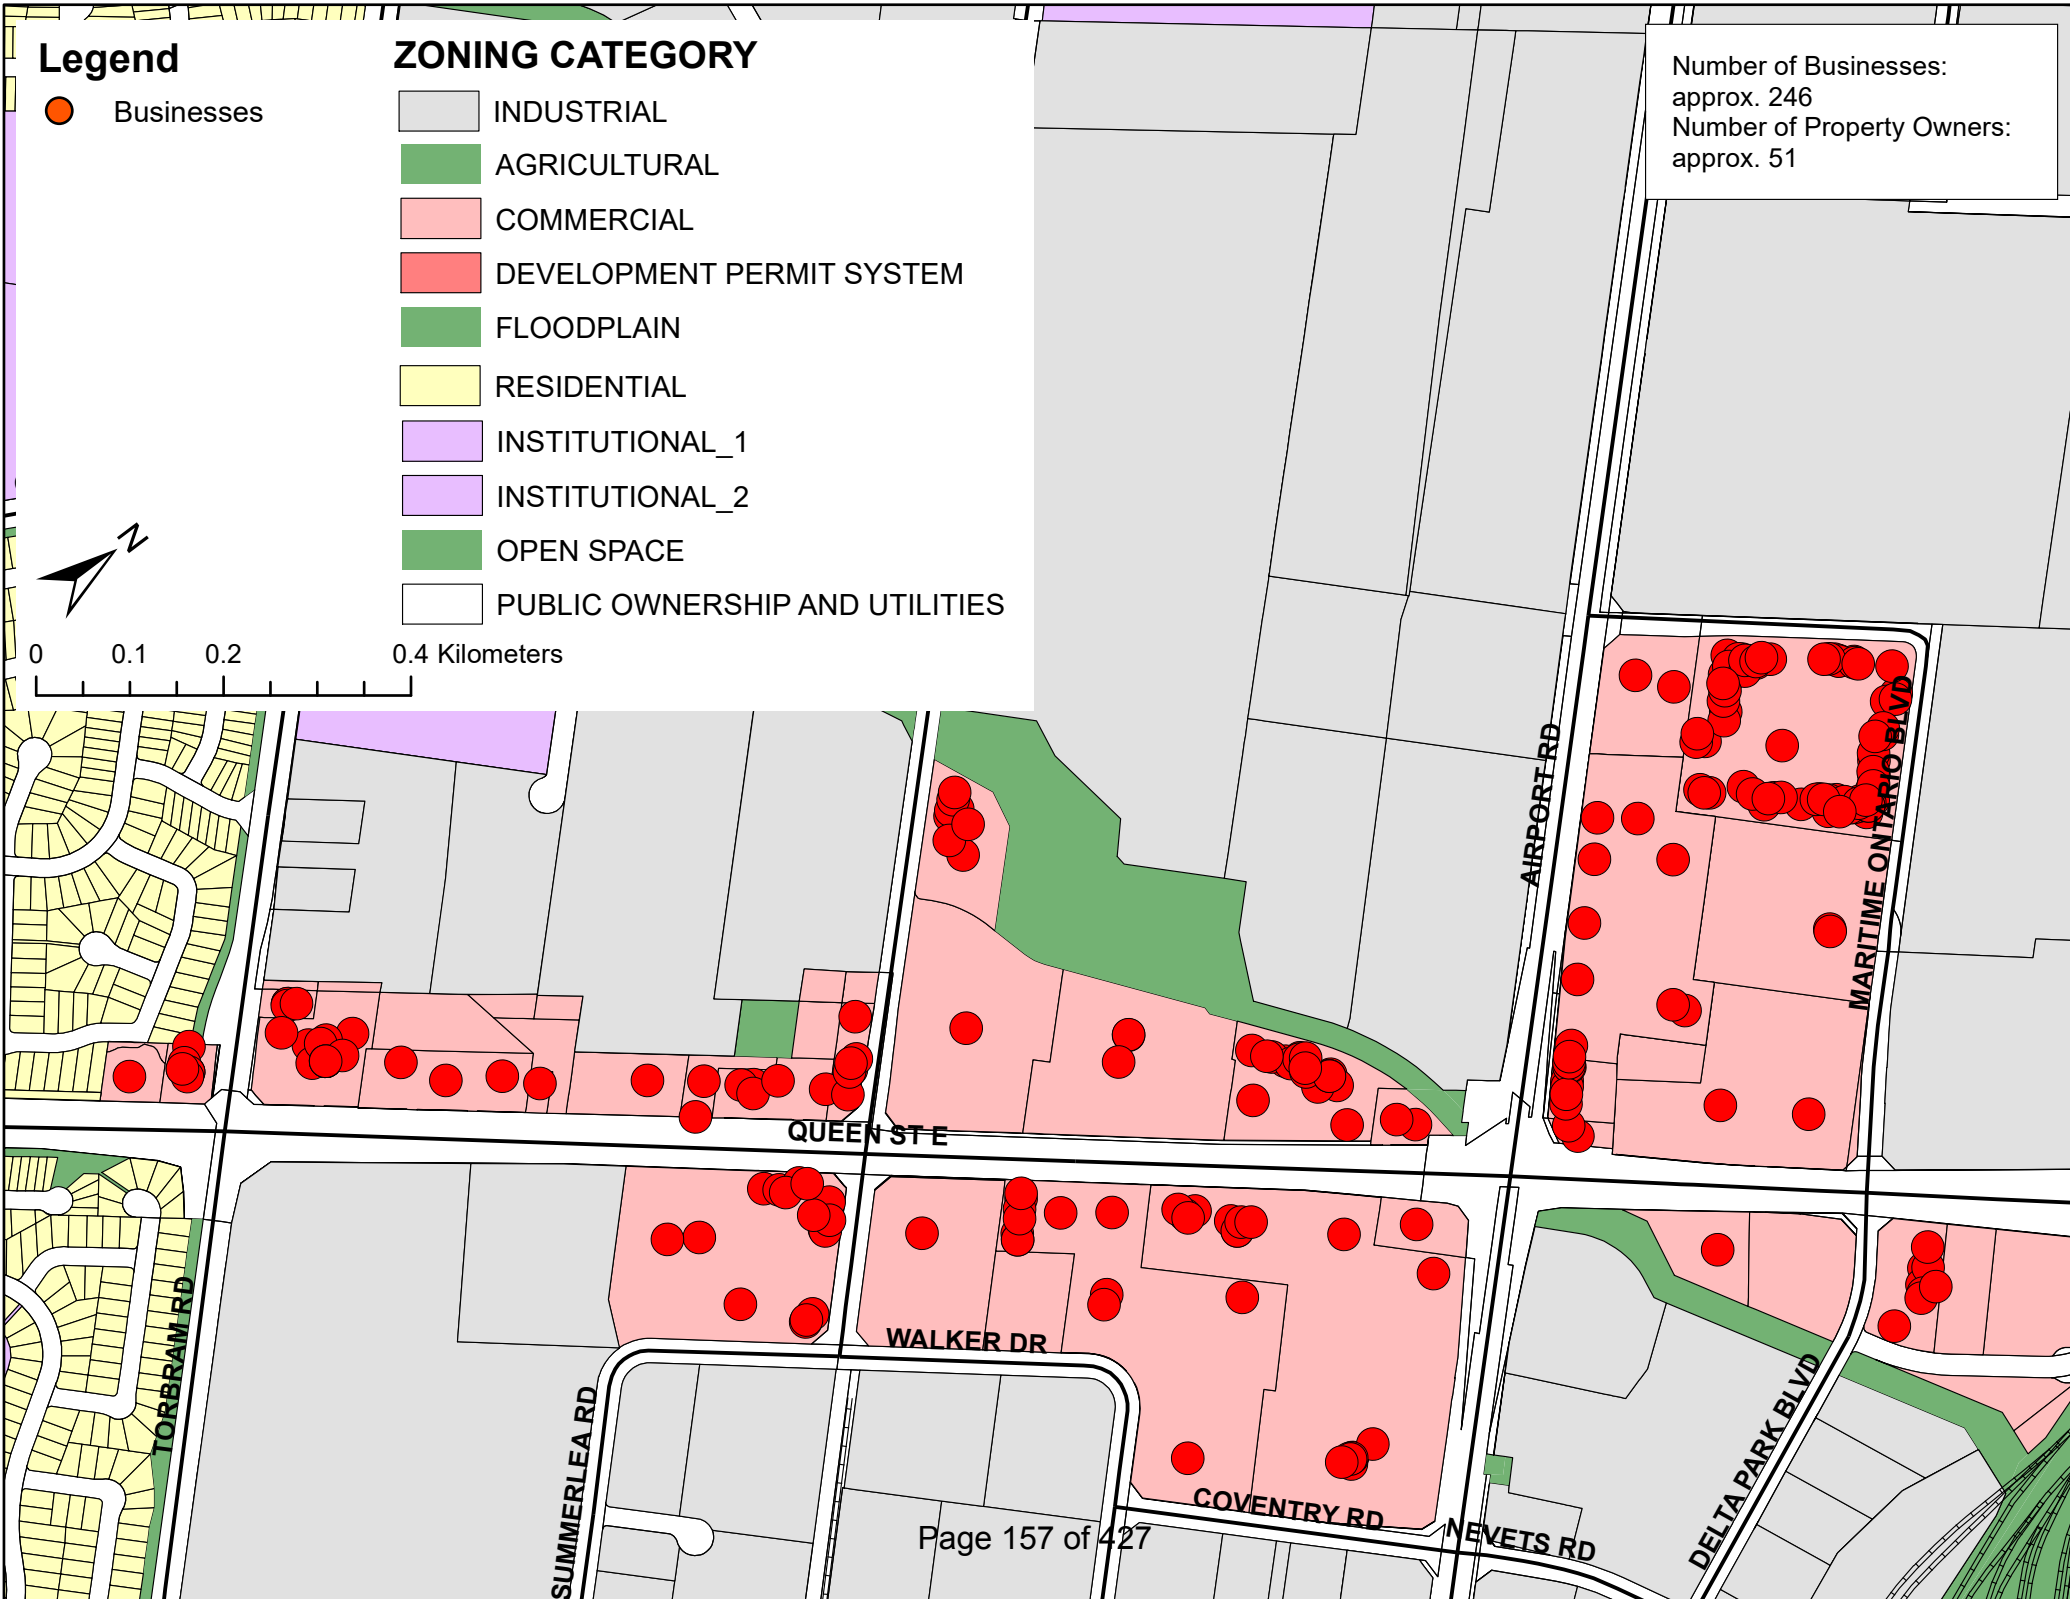 Legend
Businesses
ZONING CATEGORY
INDUSTRIAL
AGRICULTURAL
COMMERCIAL
DEVELOPMENT PERMIT SYSTEM
FLOODPLAIN
RESIDENTIAL
INSTITUTIONAL_1
INSTITUTIONAL_2
OPEN SPACE
PUBLIC OWNERSHIP AND UTILITIES
N
0 0.1 0.2 0.4 Kilometers
Number of Businesses:
approx. 246
Number of Property Owners:
approx. 51
AIRPORT RD
MARITIME ONTARIO BLVD
QUEEN ST E
TORBRAM RD
WALKER DR
SUMMERLEA RD
COVENTRY RD
NEVETS RD
DELTA PARK BLVD
Page 157 of 427